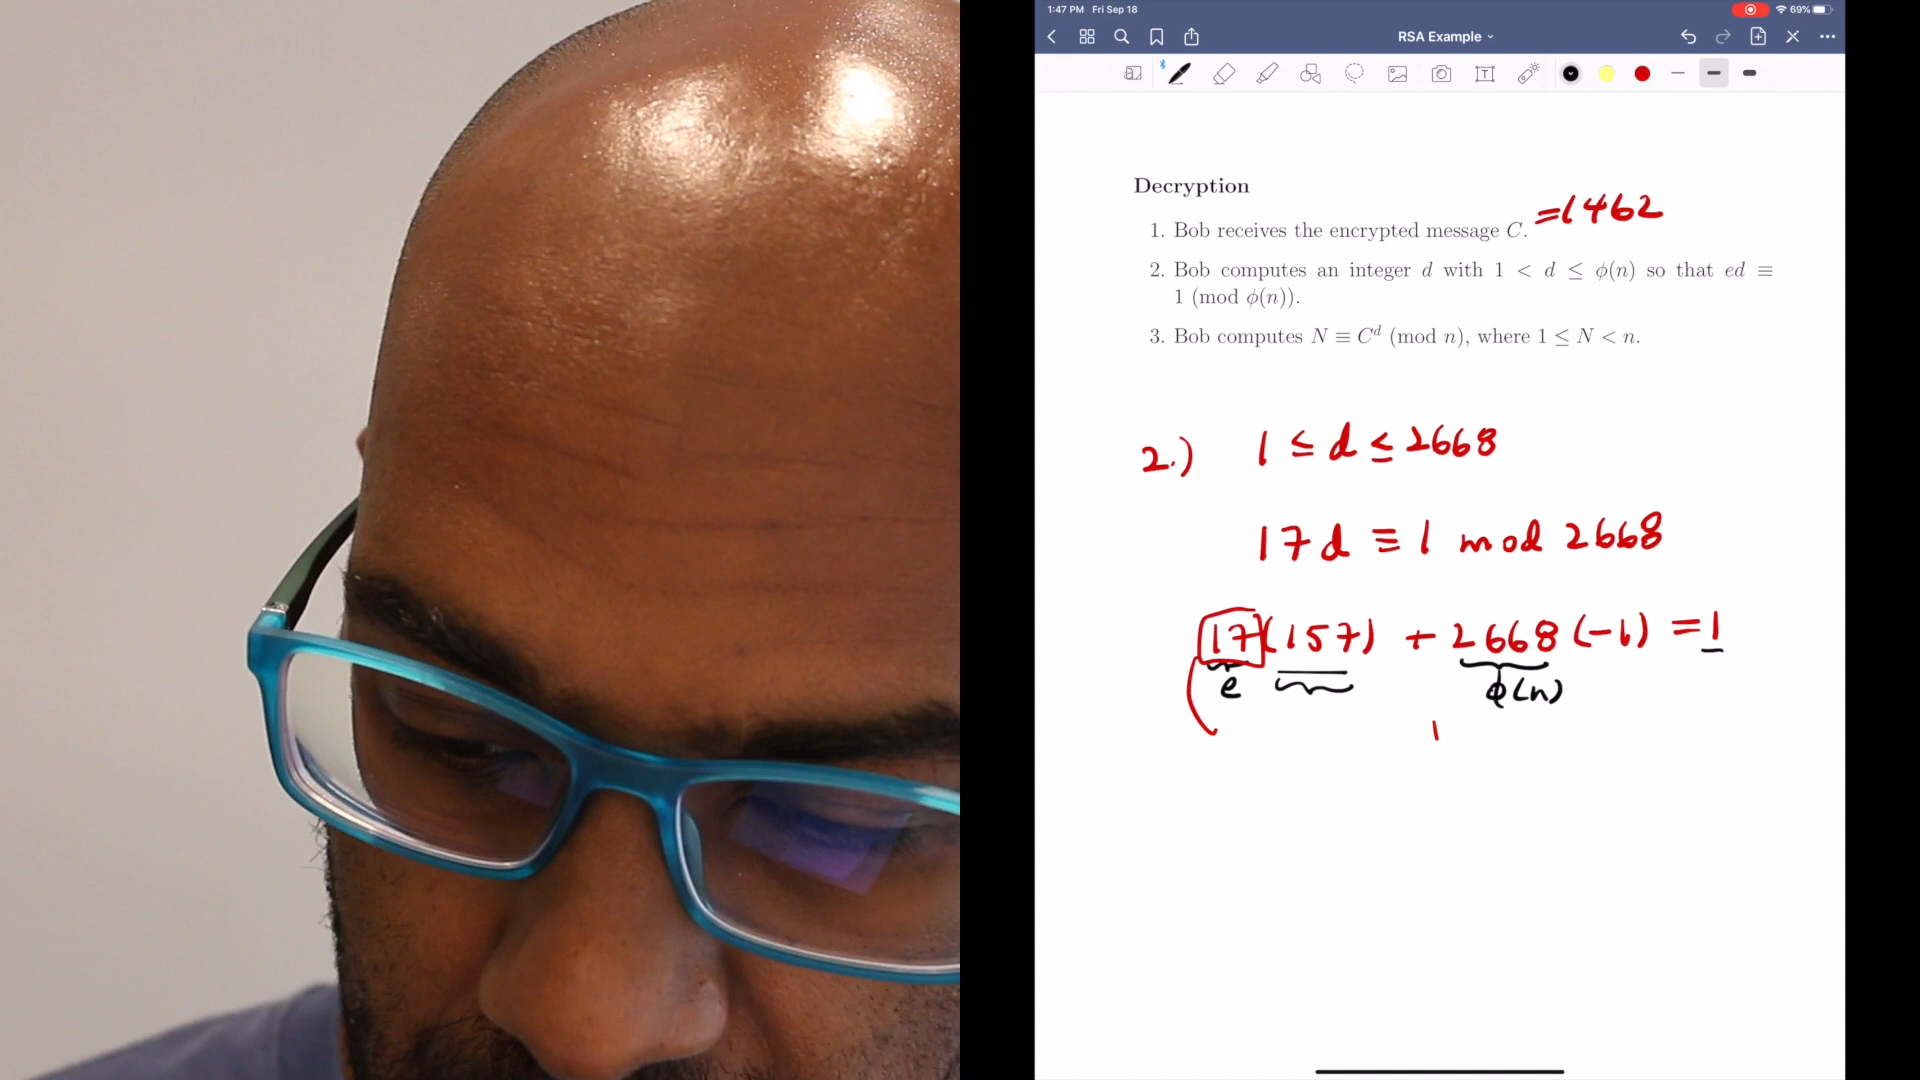 1:47 PM Fri Sep 18
69%
RSA Example
Decryption
1. Bob receives the encrypted message C. =1462
2. Bob computes an integer d with 1 < d ≤ ϕ(n) so that ed ≡
1 (mod ϕ(n)).
3. Bob computes N ≡ C^d (mod n), where 1 ≤ N < n.
2.) 1 ≤ d ≤ 2668
17d ≡ 1 mod 2668
17(157) + 2668(-1) = 1
e ϕ(n)